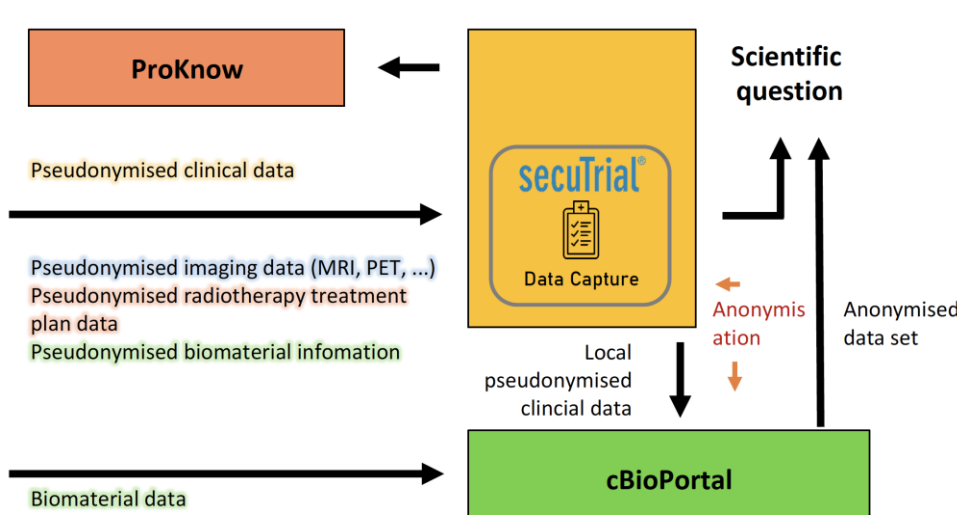 ProKnow
Scientific
question
Pseudonymised clinical data
secuTrial®
Data Capture
Pseudonymised imaging data (MRI, PET, ...)
Pseudonymised radiotherapy treatment
plan data
Pseudonymised biomaterial infomation
Anonymis
ation
Anonymised
data set
Local
pseudonymised
clincial data
cBioPortal
Biomaterial data